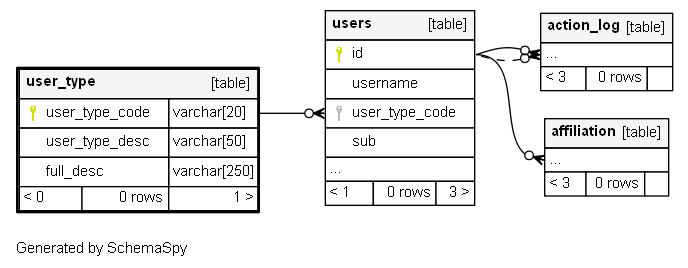 user_type [table]
user_type_code varchar[20]
user_type_desc varchar[50]
full_desc varchar[250]
< 0 0 rows 1 >
users [table]
id
username
user_type_code
sub
...
< 1 0 rows 3 >
action_log [table]
...
< 3 0 rows
affiliation [table]
...
< 3 0 rows
Generated by SchemaSpy